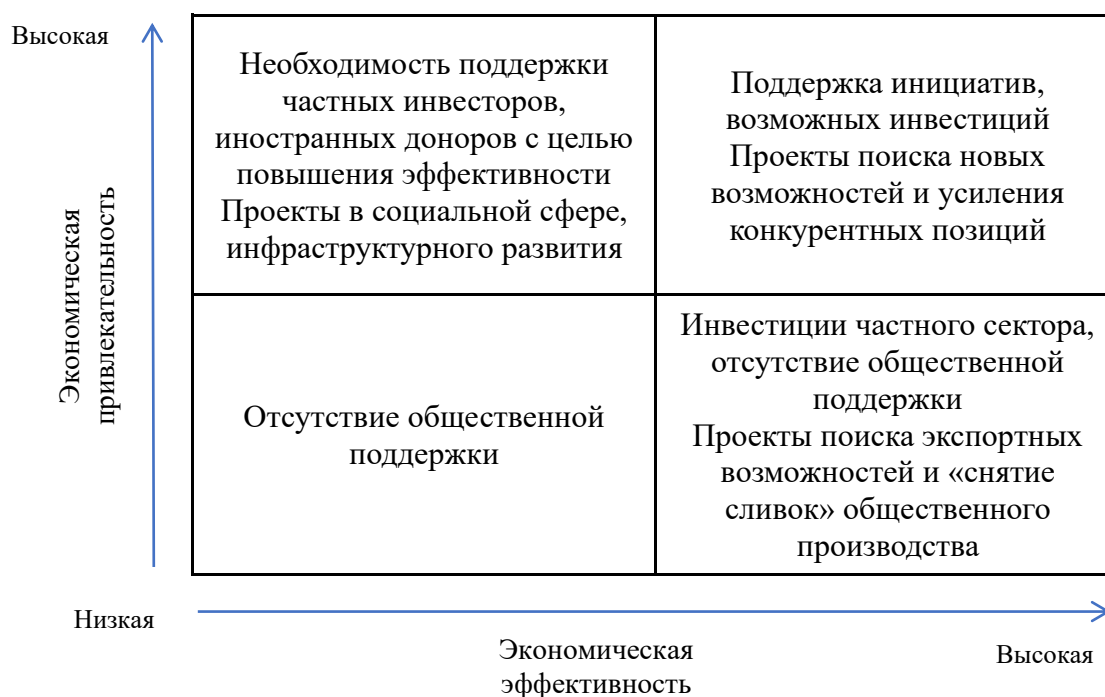 Высокая
Необходимость поддержки
частных инвесторов,
иностранных доноров с целью
повышения эффективности
Проекты в социальной сфере,
инфраструктурного развития
Поддержка инициатив,
возможных инвестиций
Проекты поиска новых
возможностей и усиления
конкурентных позиций
Экономическая
привлекательность
Отсутствие общественной
поддержки
Инвестиции частного сектора,
отсутствие общественной
поддержки
Проекты поиска экспортных
возможностей и «снятие
сливок» общественного
производства
Низкая
Экономическая
эффективность
Высокая